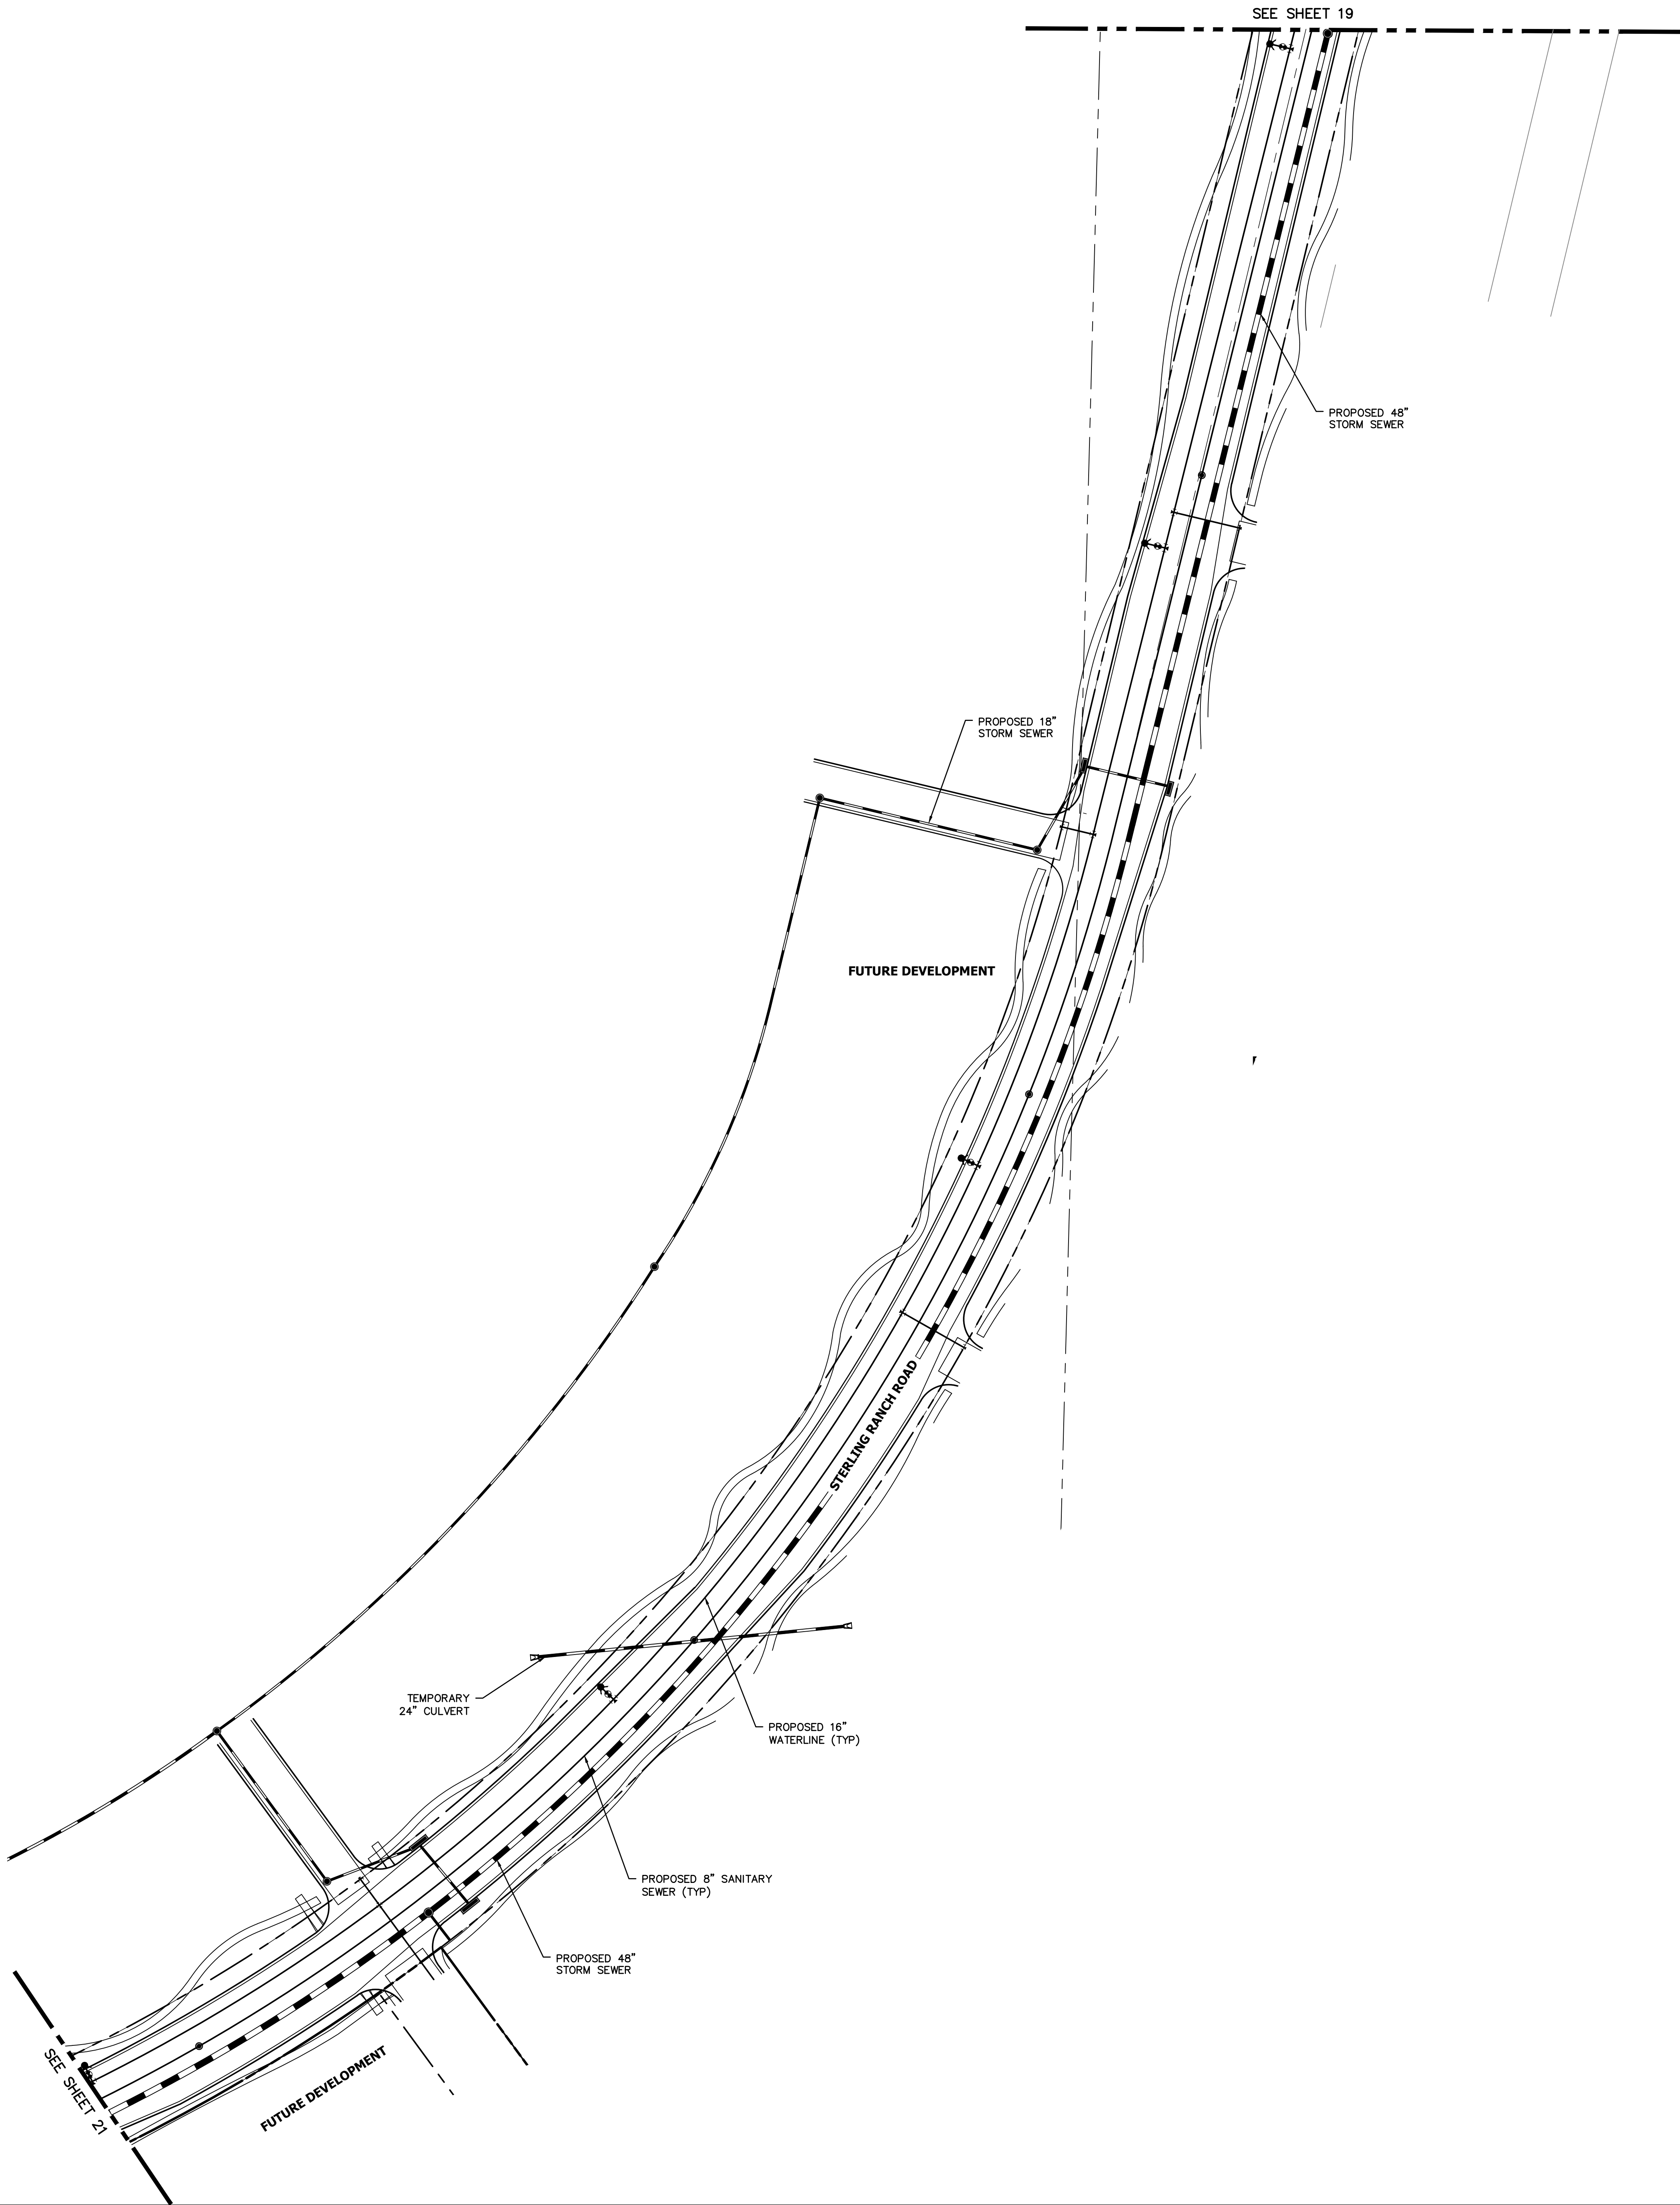 SEE SHEET 19
PROPOSED 48"
STORM SEWER
PROPOSED 18"
STORM SEWER
FUTURE DEVELOPMENT
STERLING RANCH ROAD
TEMPORARY
24" CULVERT
PROPOSED 16"
WATERLINE (TYP)
PROPOSED 8" SANITARY
SEWER (TYP)
PROPOSED 48"
STORM SEWER
SEE SHEET 21
FUTURE DEVELOPMENT